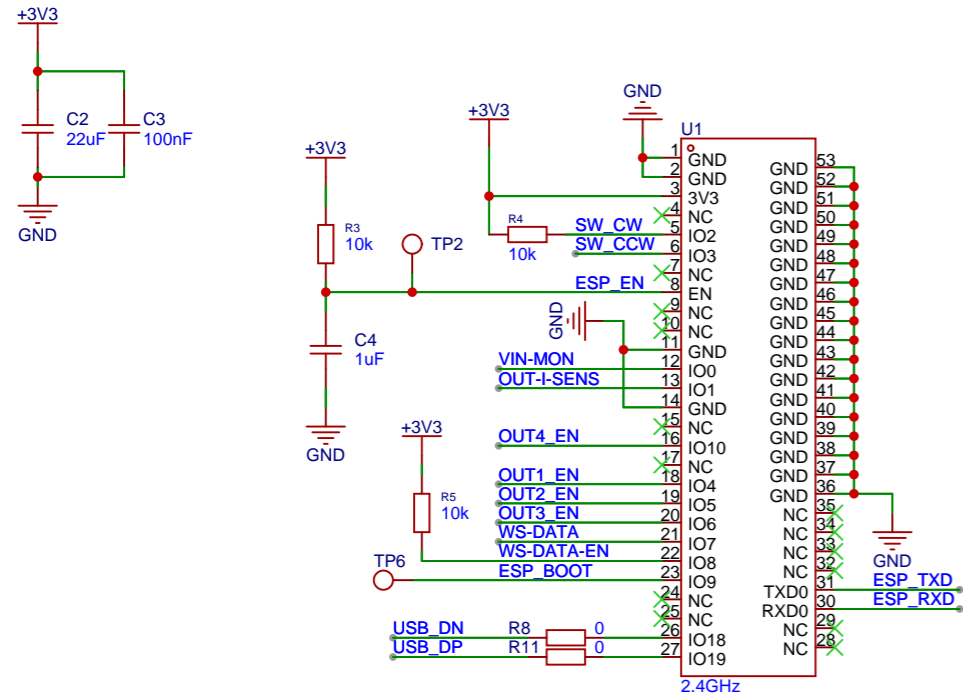 +3V3
C2
22uF
C3
100nF
GND
+3V3
R3
10k
TP2
ESP_EN
C4
1uF
GND
+3V3
R4
10k
SW_CW
SW_CCW
GND
GND
VIN-MON
OUT-I-SENS
OUT4_EN
+3V3
R5
10k
OUT1_EN
OUT2_EN
OUT3_EN
WS-DATA
WS-DATA-EN
TP6
ESP_BOOT
USB_DN
R8
0
USB_DP
R11
0
U1
1 GND
2 GND
3 3V3
4 NC
5 IO2
6 IO3
7 NC
8 EN
9 NC
10 NC
11 GND
12 IO0
13 IO1
14 GND
15 NC
16 IO10
17 NC
18 IO4
19 IO5
20 IO6
21 IO7
22 IO8
23 IO9
24 NC
25 NC
26 IO18
27 IO19
GND 53
GND 52
GND 51
GND 50
GND 49
GND 48
GND 47
GND 46
GND 45
GND 44
GND 43
GND 42
GND 41
GND 40
GND 39
GND 38
GND 37
GND 36
NC 35
NC 34
NC 33
NC 32
TXD0 31
RXD0 30
NC 29
NC 28
GND
ESP_TXD
ESP_RXD
2.4GHz